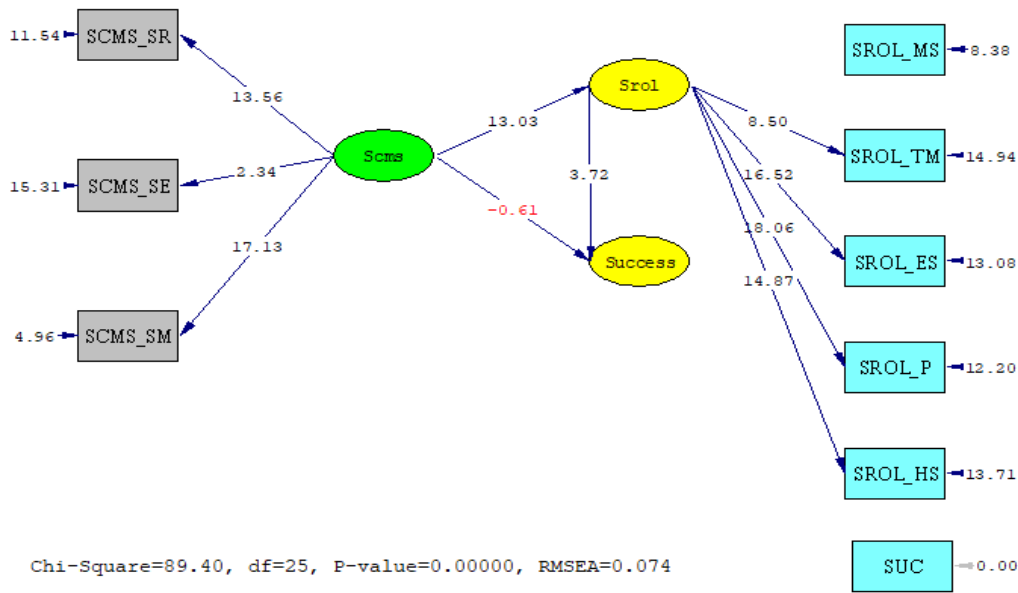 11.54
SCMS_SR
SROL_MS
8.38
Srol
13.56
13.03
8.50
Scms
SROL_TM
14.94
15.31
SCMS_SE
2.34
3.72
16.52
-0.61
18.06
17.13
Success
SROL_ES
13.08
14.87
4.96
SCMS_SM
SROL_P
12.20
SROL_HS
13.71
Chi-Square=89.40, df=25, P-value=0.00000, RMSEA=0.074
SUC
0.00